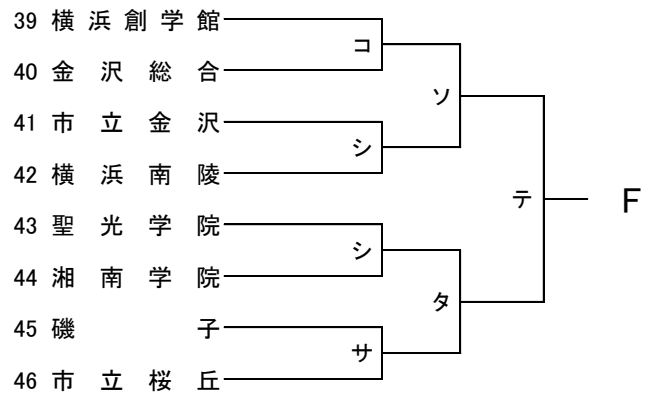 39 横浜創学館
コ
40 金沢総合
ソ
41 市立金沢
シ
42 横浜南陵
テ F
43 聖光学院
シ
44 湘南学院
タ
45 磯子
サ
46 市立桜丘